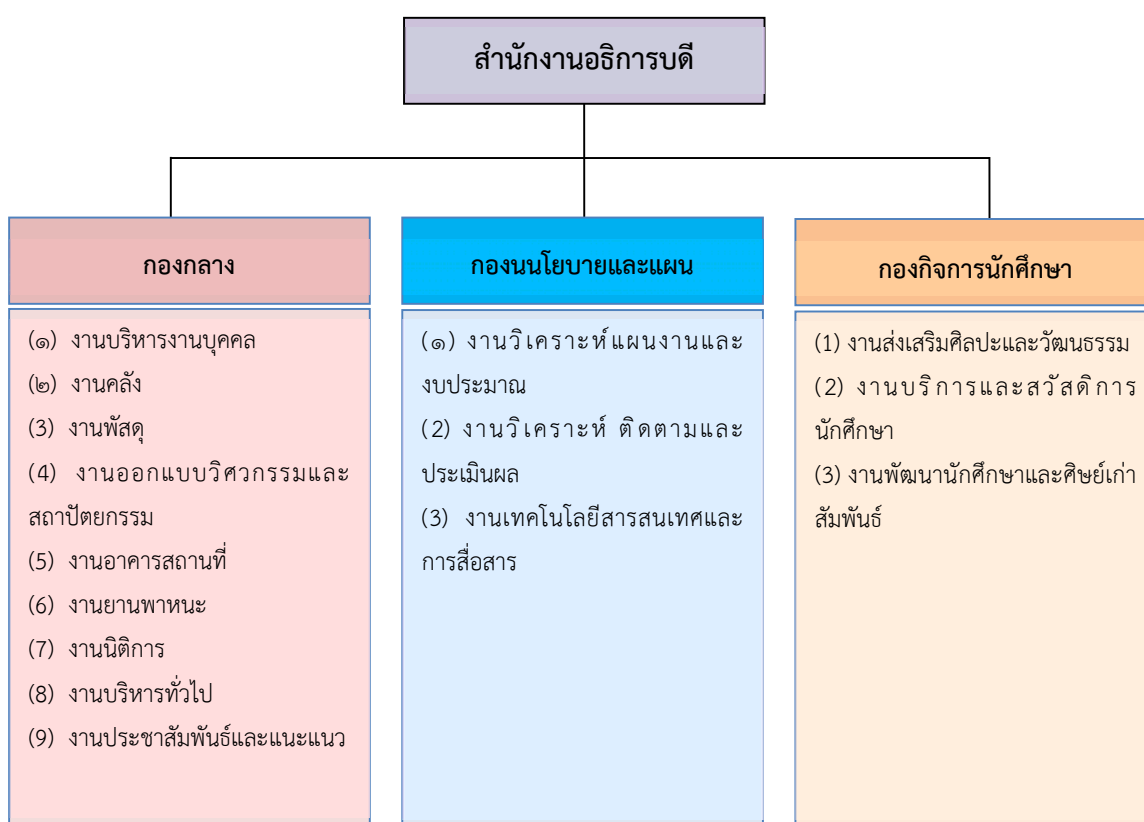 สำนักงานอธิการบดี
กองกลาง
(๑) งานบริหารงานบุคคล
(๒) งานคลัง
(3) งานพัสดุ
(4) งานออกแบบวิศวกรรมและ
สถาปัตยกรรม
(5) งานอาคารสถานที่
(6) งานยานพาหนะ
(7) งานนิติการ
(8) งานบริหารทั่วไป
(9) งานประชาสัมพันธ์และแนะแนว
กองนนโยบายและแผน
(๑) งานวิเคราะห์แผนงานและ
งบประมาณ
(2) งานวิเคราะห์ ติดตามและ
ประเมินผล
(3) งานเทคโนโลยีสารสนเทศและ
การสื่อสาร
กองกิจการนักศึกษา
(1) งานส่งเสริมศิลปะและวัฒนธรรม
(2) งานบริการและสวัสดิการ
นักศึกษา
(3) งานพัฒนานักศึกษาและศิษย์เก่า
สัมพันธ์